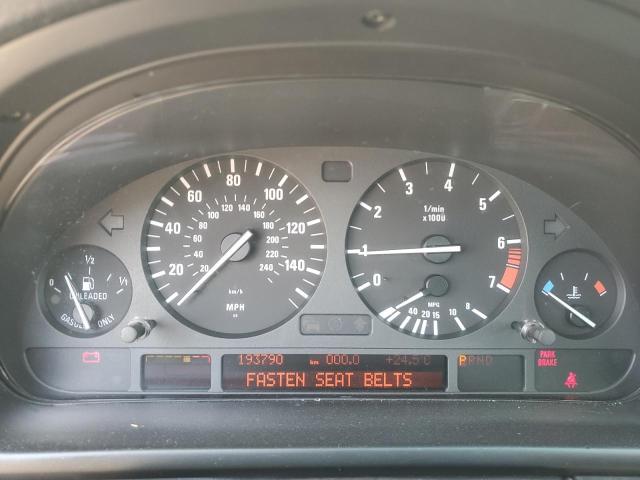 60 80 100
40 120
20 140
100 120 140 160
80 180
60 200
40 220
20 240
km/h
MPH
3 4 5
2 6
1 7
0
1/min
x1000
MPG
40 20 15 10 8
0 1/2 1/1
UNLEADED
GASOLINE ONLY
193790 km 000.0 +24.5°C
FASTEN SEAT BELTS
PRND
PARK
BRAKE